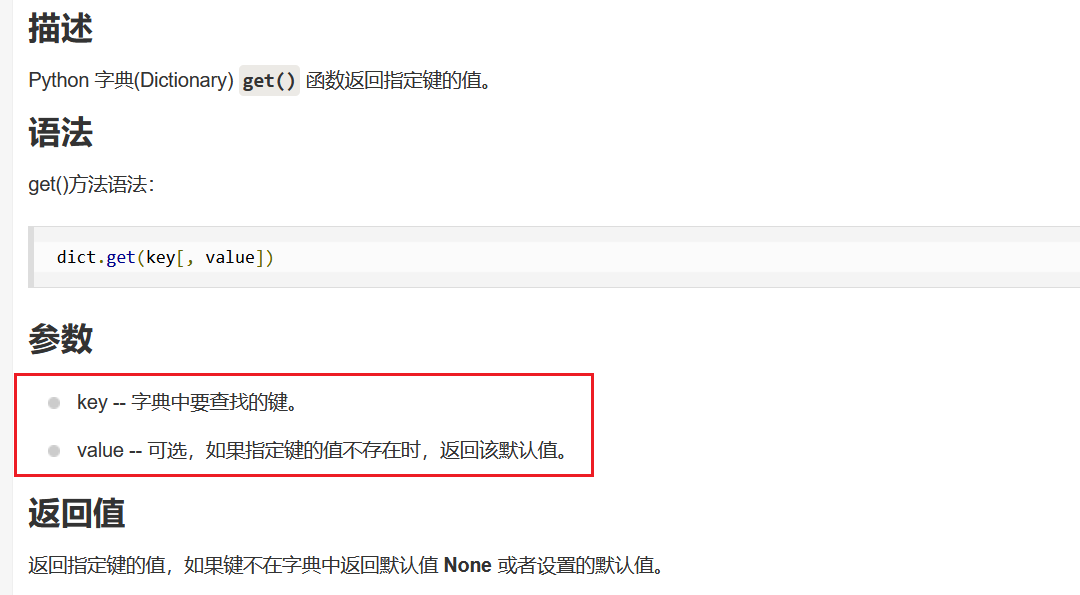 描述
Python 字典(Dictionary) get() 函数返回指定键的值。
语法
get()方法语法：
dict.get(key[, value])
参数
key -- 字典中要查找的键。
value -- 可选，如果指定键的值不存在时，返回该默认值。
返回值
返回指定键的值，如果键不在字典中返回默认值 None 或者设置的默认值。